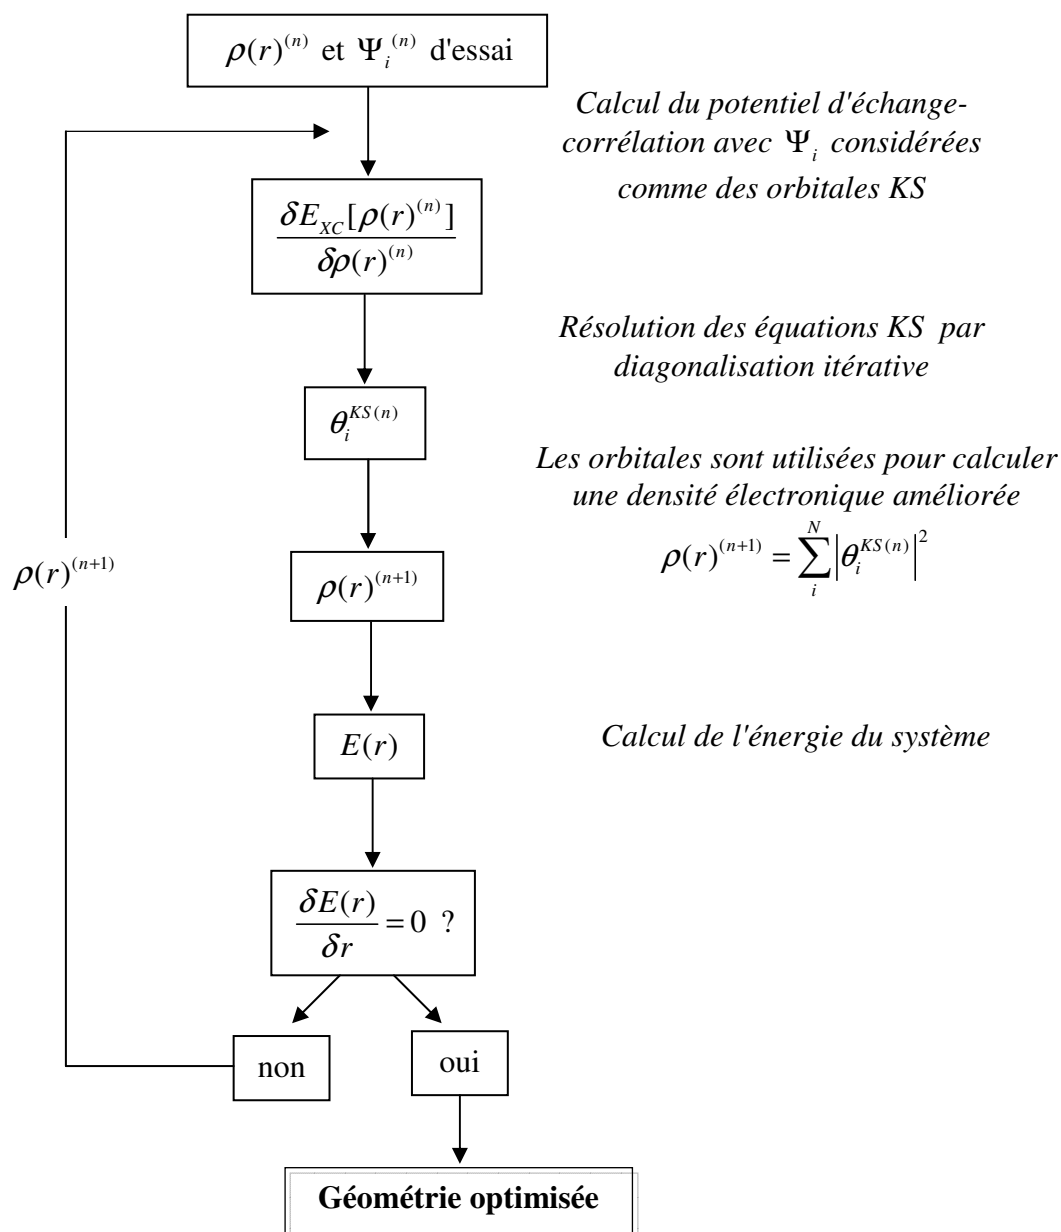 ρ(r)^(n) et Ψ_i^(n) d'essai
Calcul du potentiel d'échange-
corrélation avec Ψ_i considérées
comme des orbitales KS
δE_XC[ρ(r)^(n)]
δρ(r)^(n)
Résolution des équations KS par
diagonalisation itérative
θ_i^KS(n)
Les orbitales sont utilisées pour calculer
une densité électronique améliorée
ρ(r)^(n+1) = ∑_i^N |θ_i^KS(n)|^2
ρ(r)^(n+1)
ρ(r)^(n+1)
E(r)
Calcul de l'énergie du système
δE(r)
δr
= 0 ?
non
oui
Géométrie optimisée